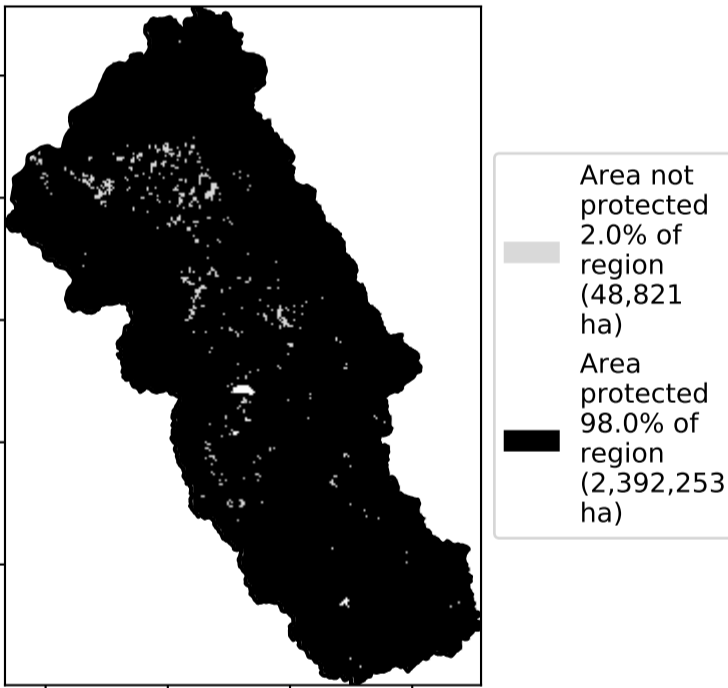 Area not
protected
2.0% of
region
(48,821
ha)
Area
protected
98.0% of
region
(2,392,253
ha)